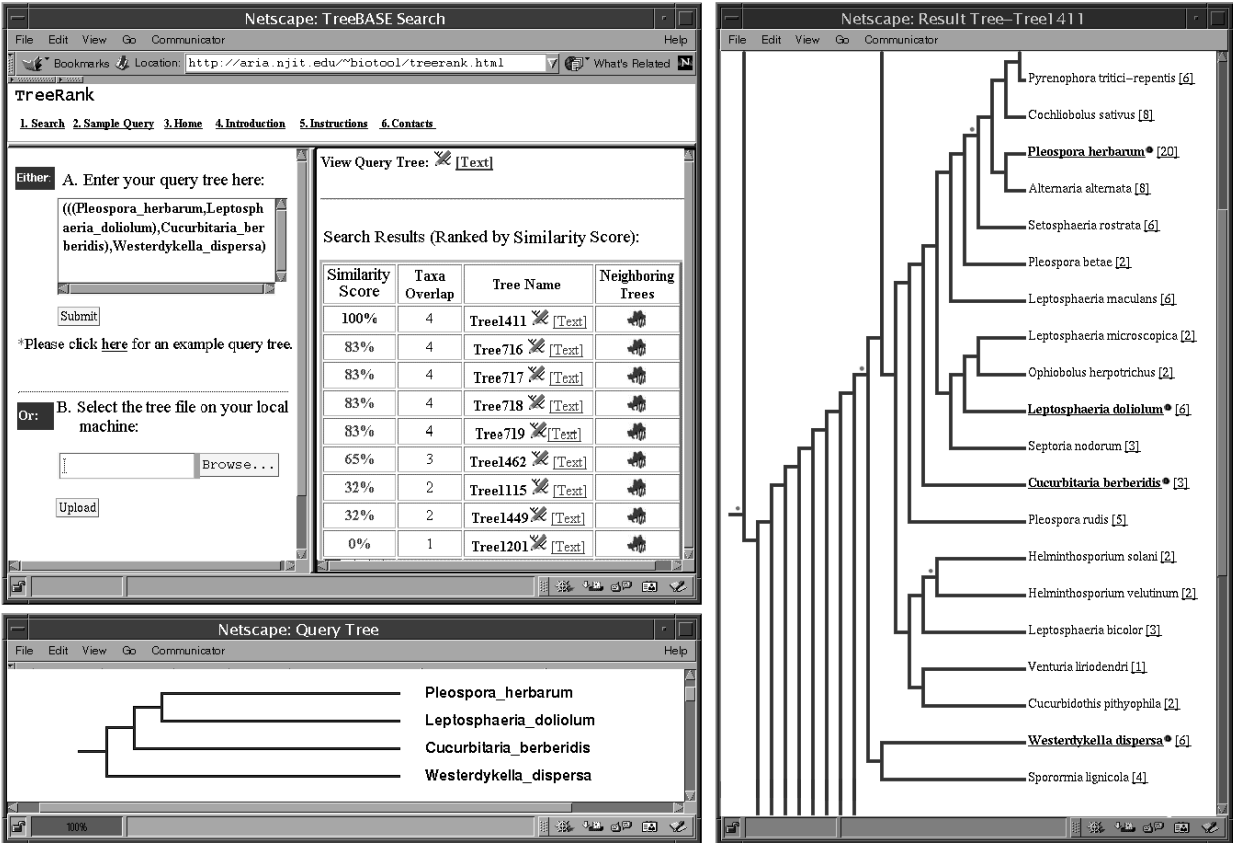 Netscape: TreeBASE Search
File Edit View Go Communicator Help
Bookmarks Location: http://aria.njit.edu/~biotool/treerank.html What's Related N
TreeRank
1. Search 2. Sample Query 3. Home 4. Introduction 5. Instructions 6. Contacts
Either: A. Enter your query tree here:
(((Pleospora_herbarum,Leptosph
aeria_doliolum),Cucurbitaria_ber
beridis),Westerdykella_dispersa)
Submit
*Please click here for an example query tree.
Or: B. Select the tree file on your local
machine:
Browse...
Upload
View Query Tree: [Text]
Search Results (Ranked by Similarity Score):
Similarity Score Taxa Overlap Tree Name Neighboring Trees
100% 4 Tree1411 [Text]
83% 4 Tree716 [Text]
83% 4 Tree717 [Text]
83% 4 Tree718 [Text]
83% 4 Tree719 [Text]
65% 3 Tree1462 [Text]
32% 2 Tree1115 [Text]
32% 2 Tree1449 [Text]
0% 1 Tree1201 [Text]
Netscape: Query Tree
File Edit View Go Communicator Help
Pleospora_herbarum
Leptosphaeria_doliolum
Cucurbitaria_berberidis
Westerdykella_dispersa
100%
Netscape: Result Tree-Tree1411
File Edit View Go Communicator
Pyrenophora tritici-repentis [6]
Cochliobolus sativus [8]
Pleospora herbarum [20]
Alternaria alternata [8]
Setosphaeria rostrata [6]
Pleospora betae [2]
Leptosphaeria maculans [6]
Leptosphaeria microscopica [2]
Ophiobolus herpotrichus [2]
Leptosphaeria doliolum [6]
Septoria nodorum [3]
Cucurbitaria berberidis [3]
Pleospora rudis [5]
Helminthosporium solani [2]
Helminthosporium velutinum [2]
Leptosphaeria bicolor [3]
Venturia liriodendri [1]
Cucurbidothis pithyophila [2]
Westerdykella dispersa [6]
Sporormia lignicola [4]